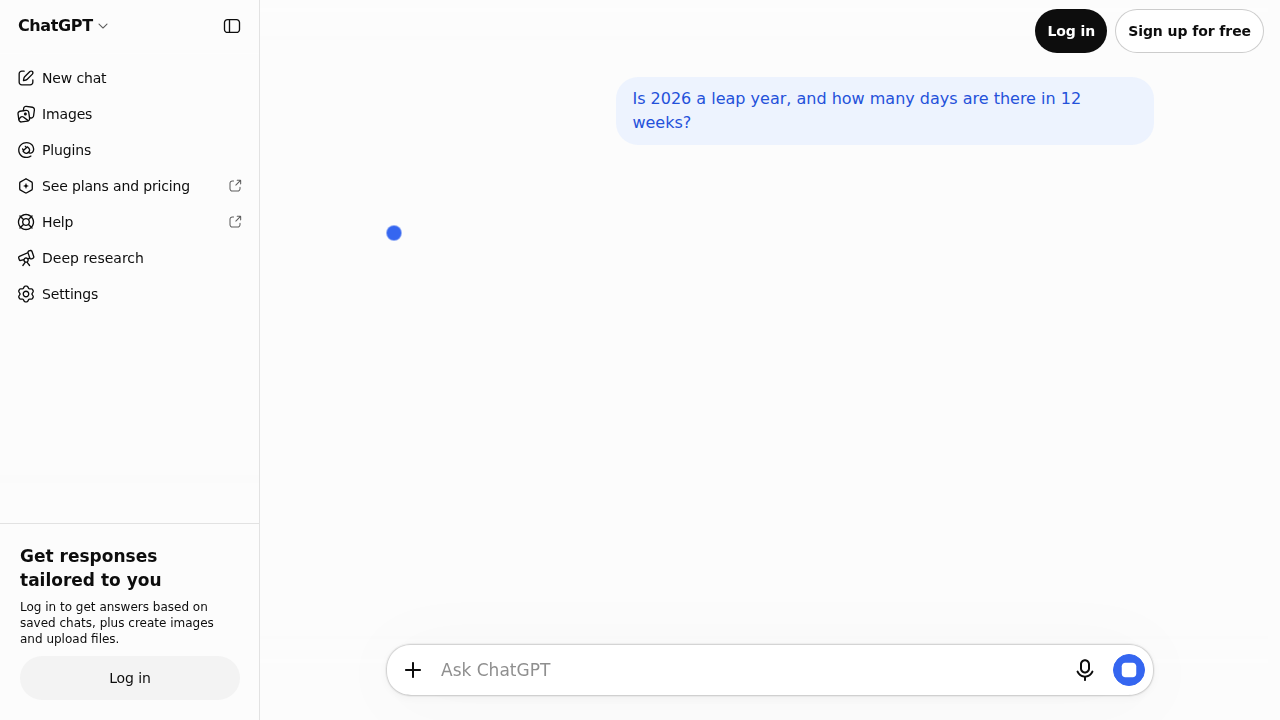 ChatGPT
New chat
Images
Plugins
See plans and pricing
Help
Deep research
Settings
Get responses
tailored to you
Log in to get answers based on
saved chats, plus create images
and upload files.
Log in
Log in
Sign up for free
Is 2026 a leap year, and how many days are there in 12
weeks?
Ask ChatGPT